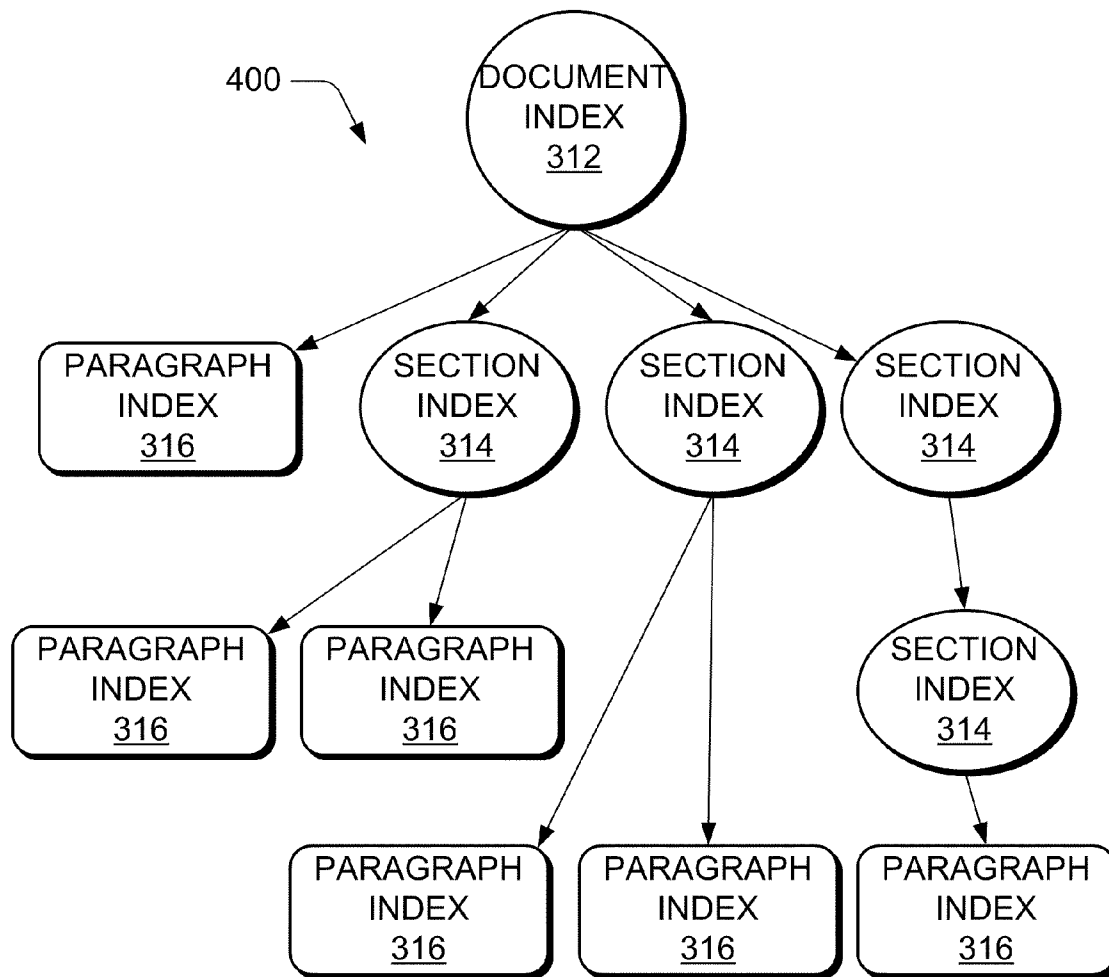 400
DOCUMENT
INDEX
312
PARAGRAPH
INDEX
316
SECTION
INDEX
314
SECTION
INDEX
314
SECTION
INDEX
314
PARAGRAPH
INDEX
316
PARAGRAPH
INDEX
316
SECTION
INDEX
314
PARAGRAPH
INDEX
316
PARAGRAPH
INDEX
316
PARAGRAPH
INDEX
316